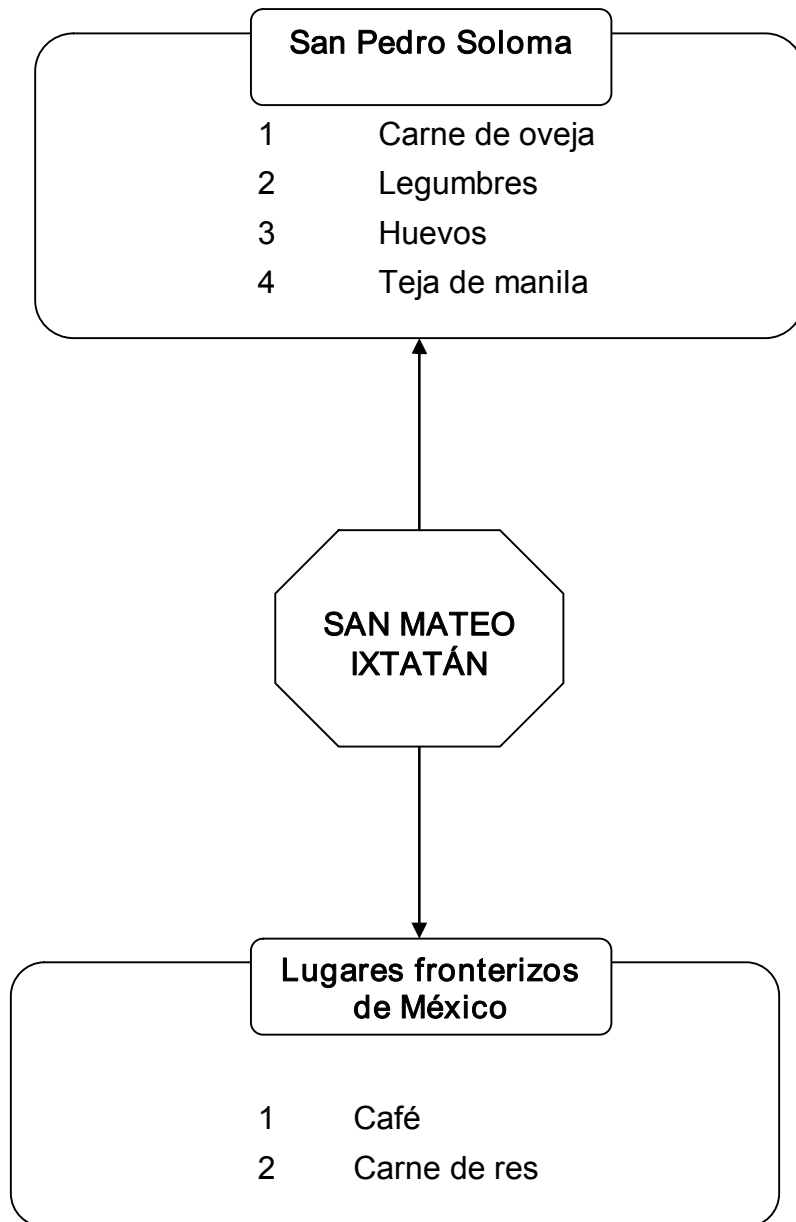 San Pedro Soloma
1 Carne de oveja
2 Legumbres
3 Huevos
4 Teja de manila
SAN MATEO
IXTATÁN
Lugares fronterizos
de México
1 Café
2 Carne de res